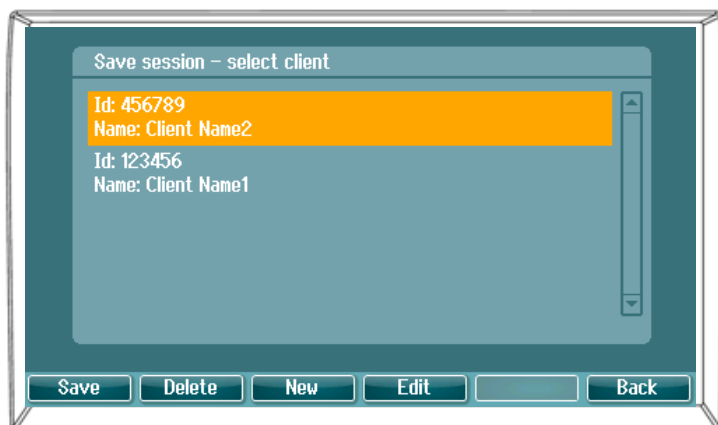 Save session – select client
Id: 456789
Name: Client Name2
Id: 123456
Name: Client Name1
Save Delete New Edit Back